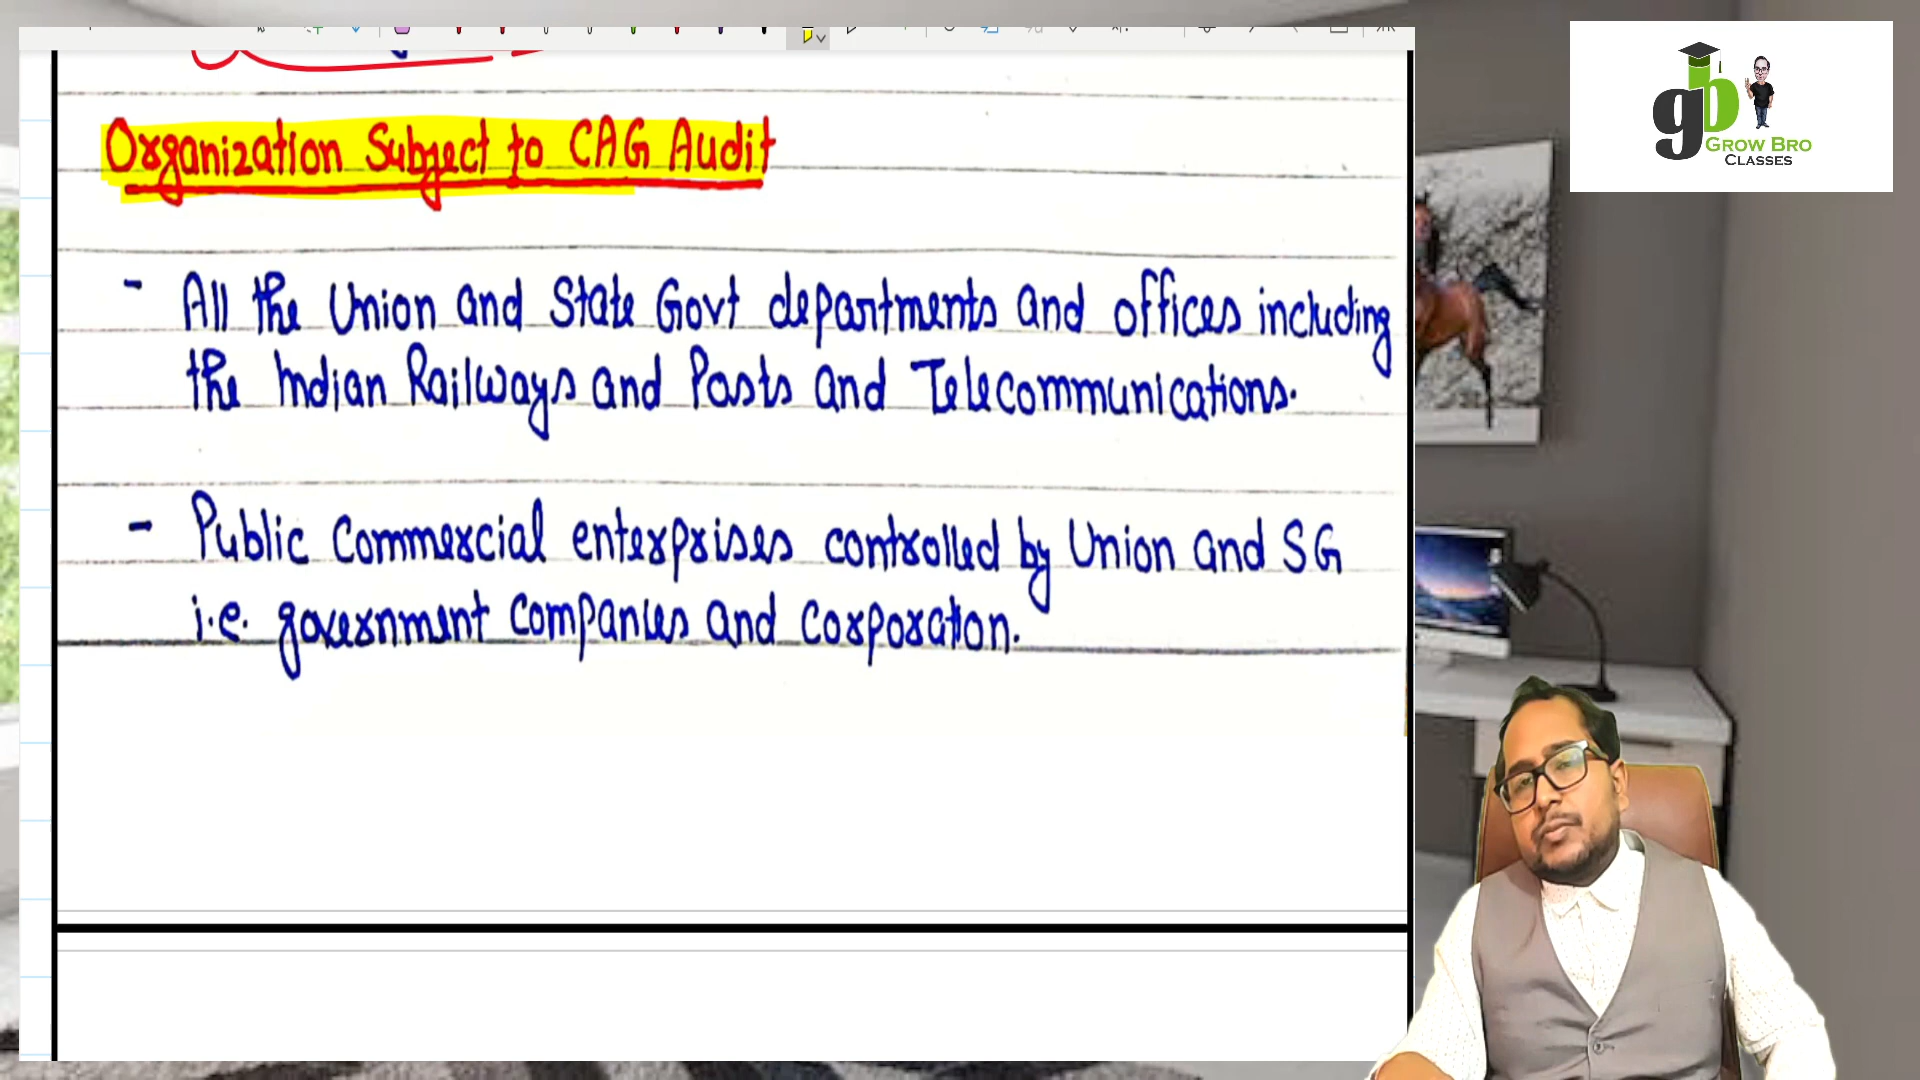 Organization Subject to CAG Audit
- All the Union and State Govt departments and offices including
the Indian Railways and Posts and Telecommunications.
- Public Commercial enterprises controlled by Union and SG
i.e. government companies and corporation.
gb
GROW BRO
CLASSES